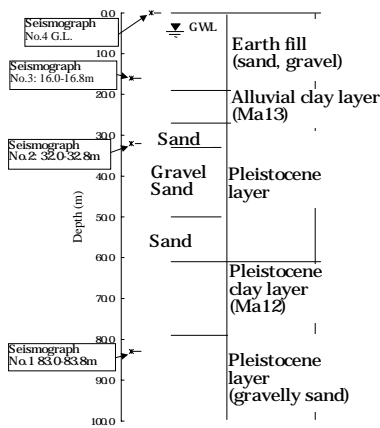 0.0
10.0
20.0
30.0
40.0
50.0
60.0
70.0
80.0
90.0
100.0
Depth (m)
Seismograph
No.4 G.L.
Seismograph
No.3: 16.0-16.8m
Seismograph
No.2: 32.0-32.8m
Seismograph
No.1 83.0-83.8m
GWL
Earth fill
(sand, gravel)
Alluvial clay layer
(Ma13)
Sand
Gravel
Sand
Pleistocene
layer
Sand
Pleistocene
clay layer
(Ma12)
Pleistocene
layer
(gravelly sand)